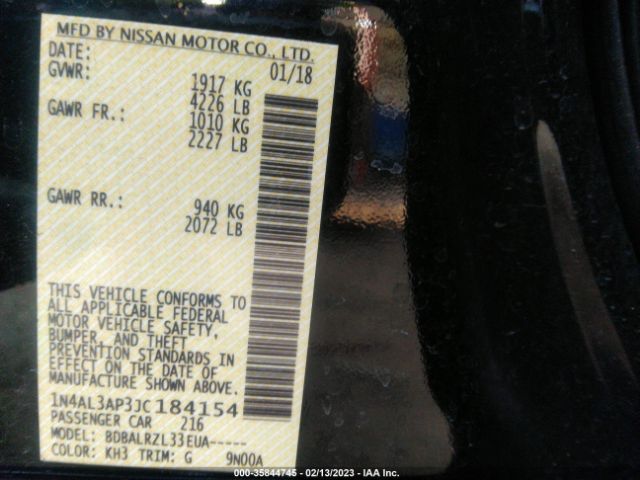 MFD BY NISSAN MOTOR CO., LTD.
DATE: 01/18
GVWR: 1917 KG
4226 LB
GAWR FR.: 1010 KG
2227 LB
GAWR RR.: 940 KG
2072 LB
THIS VEHICLE CONFORMS TO
ALL APPLICABLE FEDERAL
MOTOR VEHICLE SAFETY,
BUMPER, AND THEFT
PREVENTION STANDARDS IN
EFFECT ON THE DATE OF
MANUFACTURE SHOWN ABOVE.
1N4AL3AP3JC184154
PASSENGER CAR 216
MODEL: BDBALRZL33EUA-----
COLOR: KH3 TRIM: G 9N00A
000-35844745 - 02/13/2023 - IAA Inc.